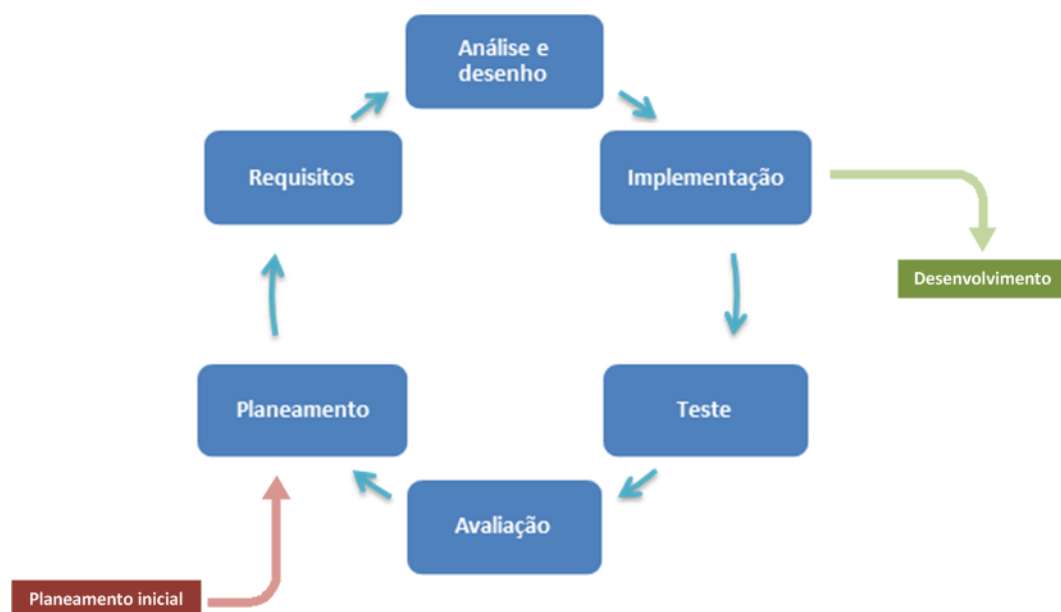 Análise e
desenho
Requisitos
Implementação
Desenvolvimento
Planeamento
Teste
Avaliação
Planeamento inicial